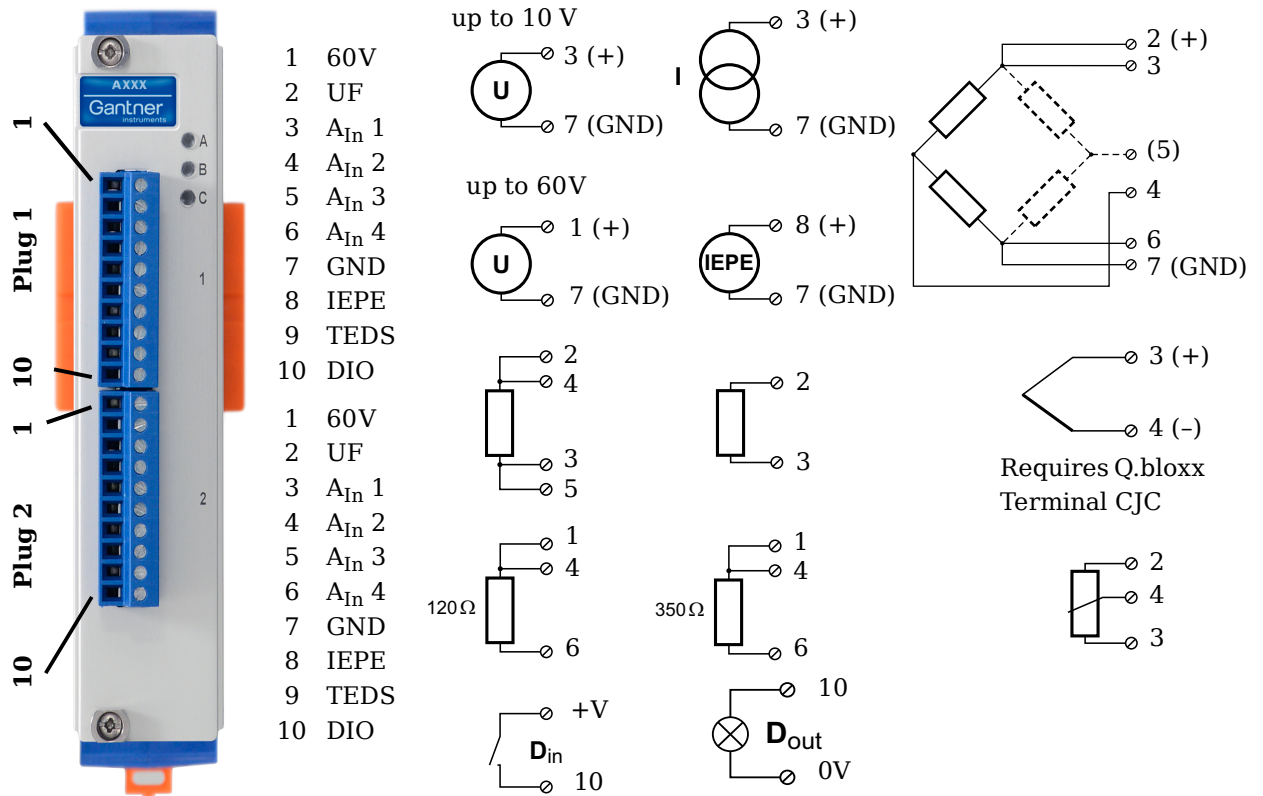 AXXX
Gantner
instruments
A
B
C
1
2
1
Plug 1
10
1
Plug 2
10
1 60V
2 UF
3 AIn 1
4 AIn 2
5 AIn 3
6 AIn 4
7 GND
8 IEPE
9 TEDS
10 DIO
1 60V
2 UF
3 AIn 1
4 AIn 2
5 AIn 3
6 AIn 4
7 GND
8 IEPE
9 TEDS
10 DIO
up to 10 V
3 (+)
U
7 (GND)
3 (+)
I
7 (GND)
2 (+)
3
(5)
4
6
7 (GND)
up to 60V
1 (+)
U
7 (GND)
8 (+)
IEPE
7 (GND)
2
4
3
5
2
3
3 (+)
4 (–)
Requires Q.bloxx
Terminal CJC
1
4
120Ω
6
1
4
350Ω
6
2
4
3
+V
Din
10
10
Dout
0V